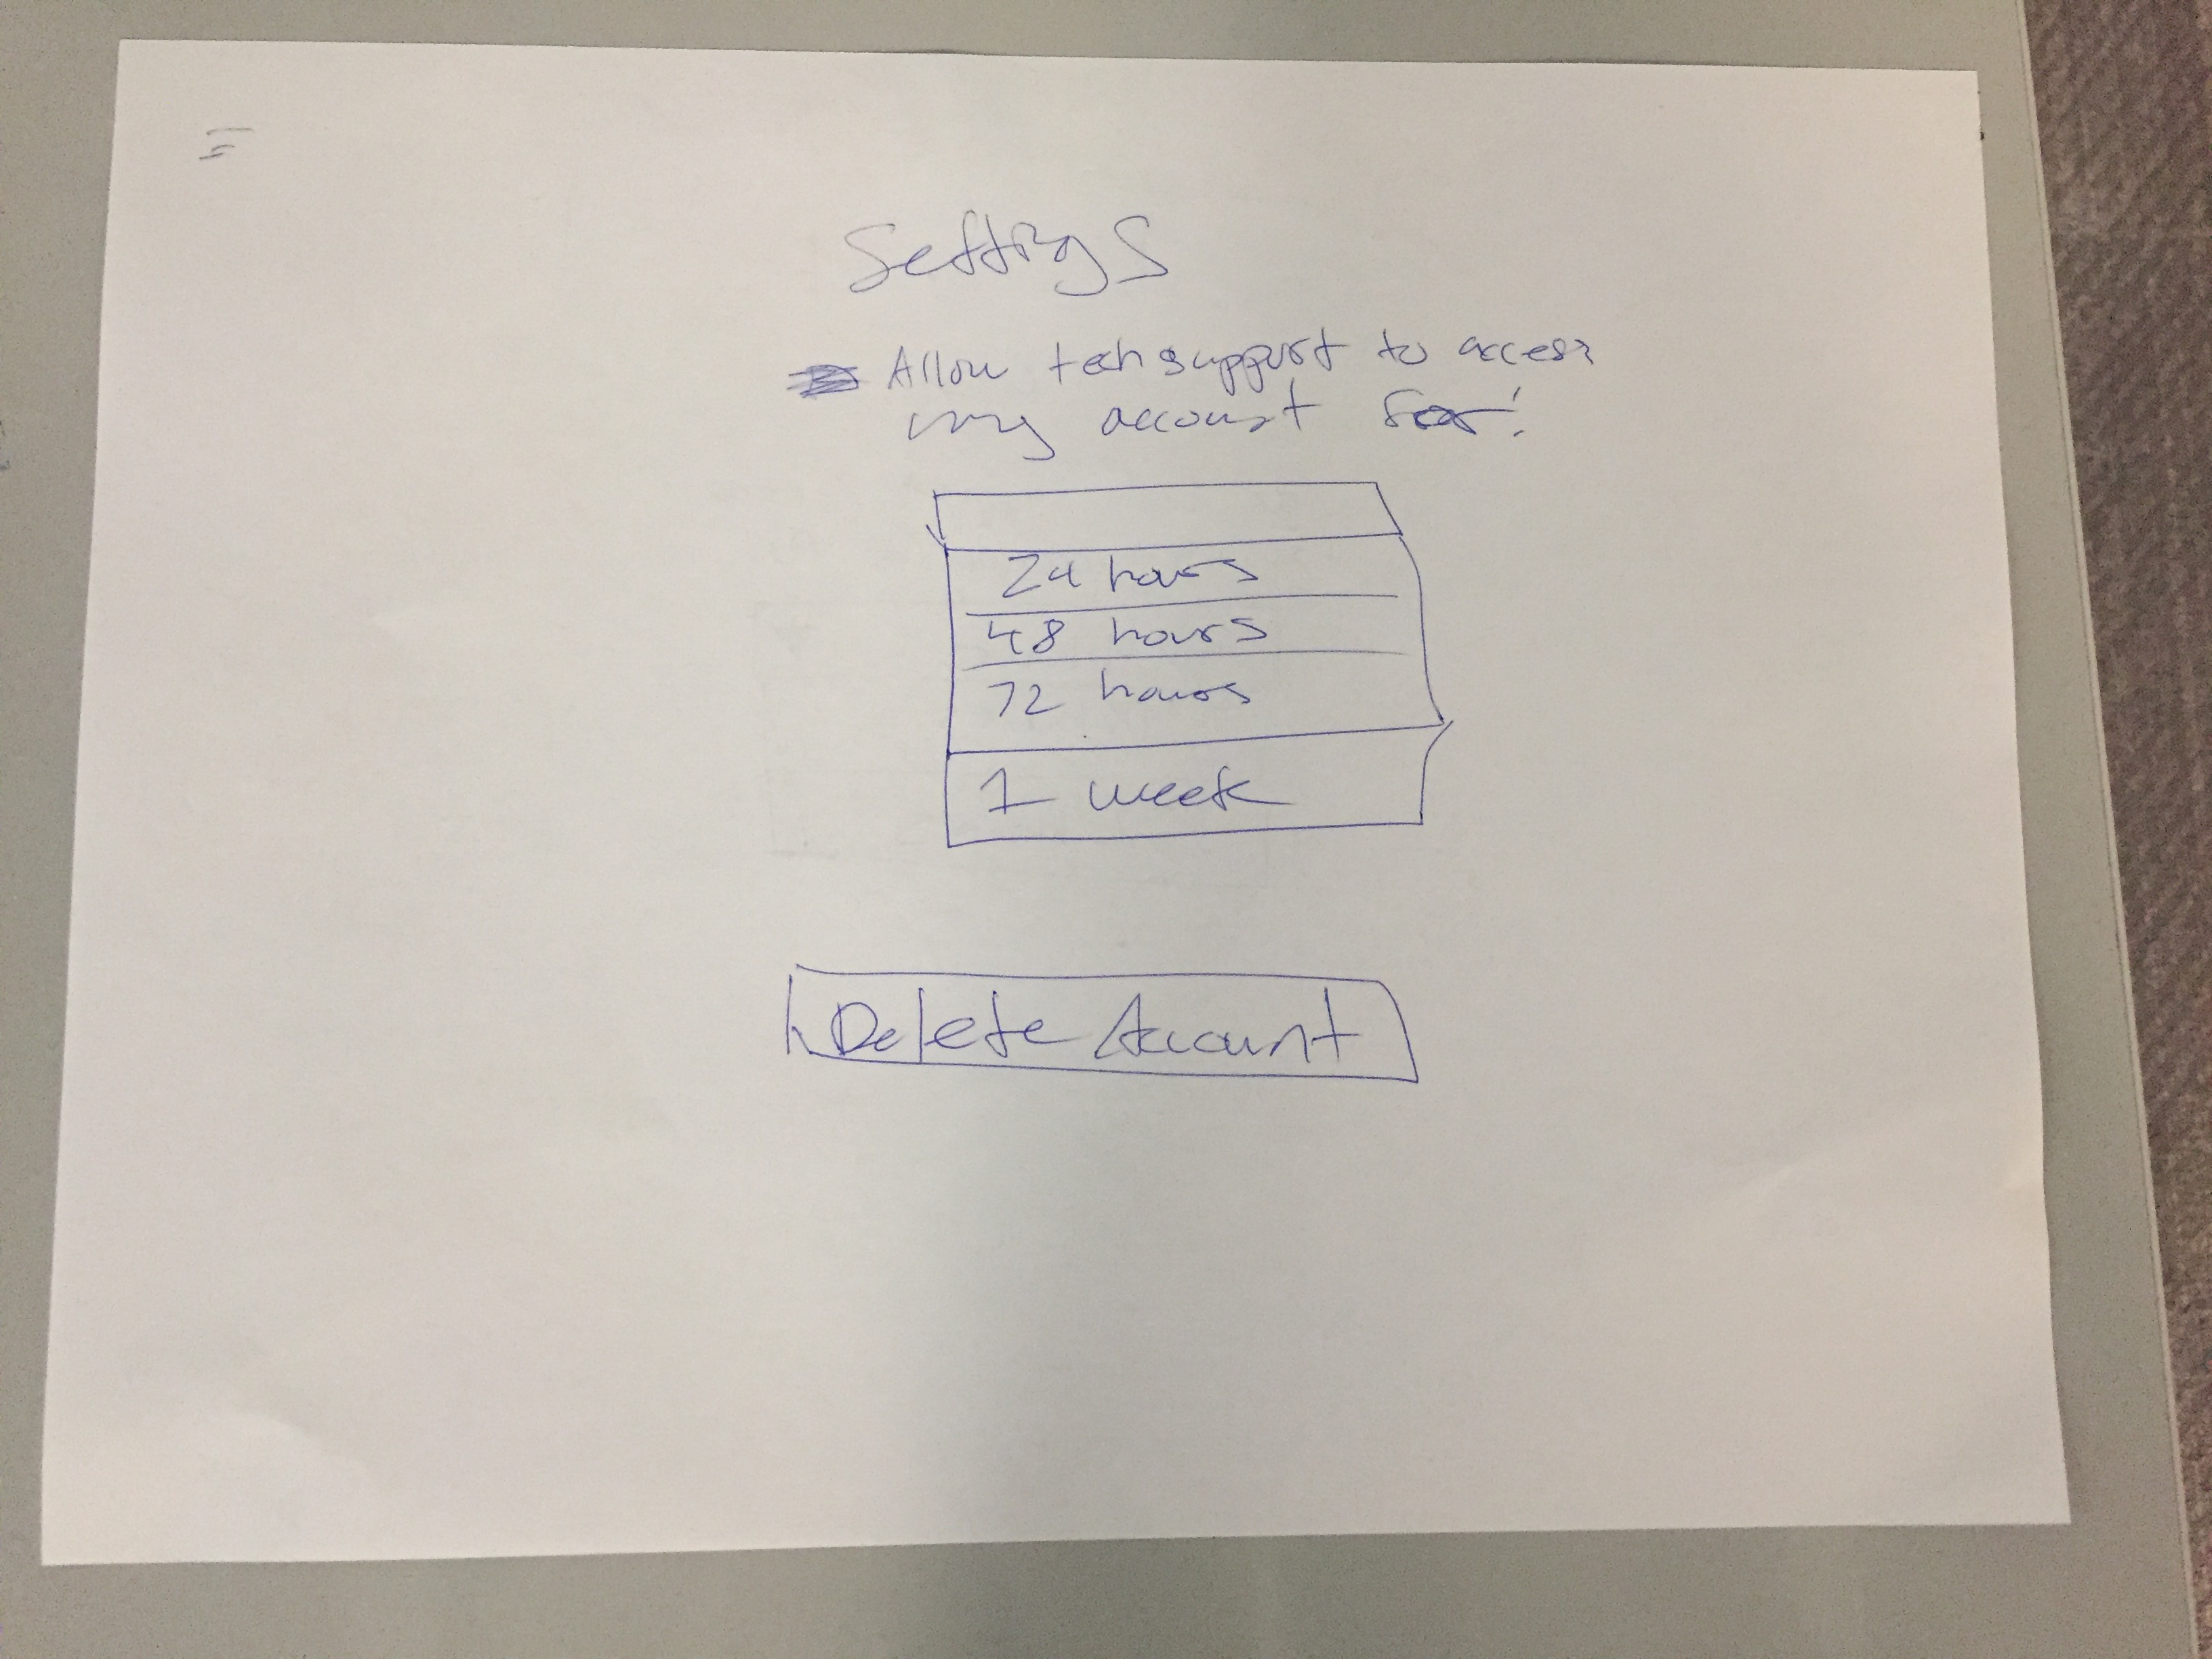 Settings
Allow tech support to access
my account for:
24 hours
48 hours
72 hours
1 week
Delete Account